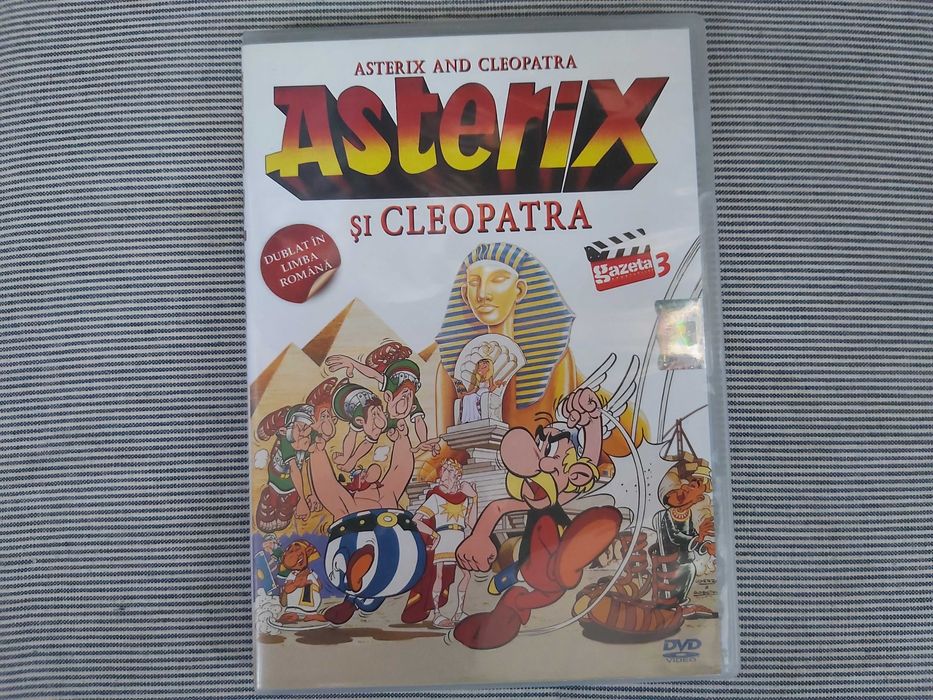 ASTERIX AND CLEOPATRA
Asterix
ŞI CLEOPATRA
DUBLAT ÎN
LIMBA
ROMÂNĂ
gazeta 3
DVD
VIDEO